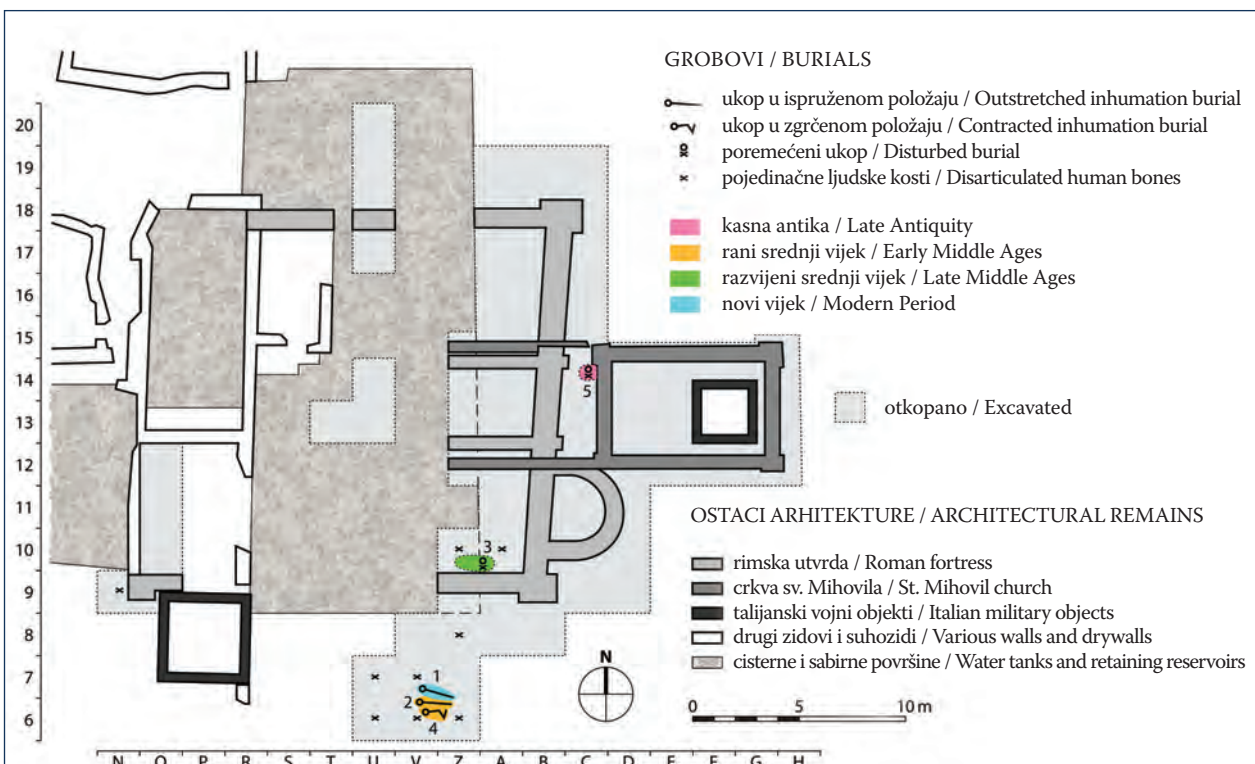 GROBOVI / BURIALS
ukop u ispruženom položaju / Outstretched inhumation burial
ukop u zgrčenom položaju / Contracted inhumation burial
poremećeni ukop / Disturbed burial
pojedinačne ljudske kosti / Disarticulated human bones
kasna antika / Late Antiquity
rani srednji vijek / Early Middle Ages
razvijeni srednji vijek / Late Middle Ages
novi vijek / Modern Period
otkopano / Excavated
OSTACI ARHITEKTURE / ARCHITECTURAL REMAINS
rimska utvrda / Roman fortress
crkva sv. Mihovila / St. Mihovil church
talijanski vojni objekti / Italian military objects
drugi zidovi i suhozidi / Various walls and drywalls
cisterne i sabirne površine / Water tanks and retaining reservoirs
N
0 5 10 m
20
19
18
17
16
15
14
13
12
11
10
9
8
7
6
5
3
1
2
4
N O P R S T U V Z A B C D E F G H